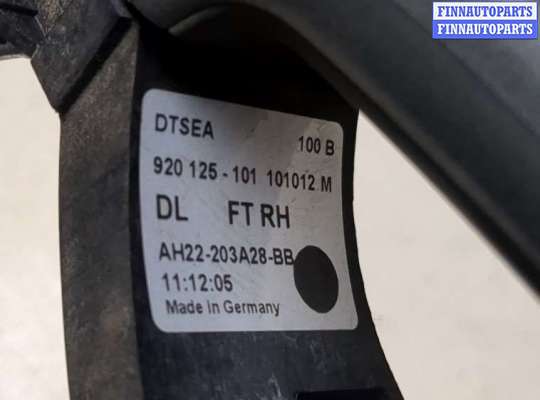 FINNAUTOPARTS
FINNAUTOPARTS
DTSEA 100 B
920 125-101 101012 M
DL FT RH
AH22-203A28-BB
11:12:05
Made in Germany